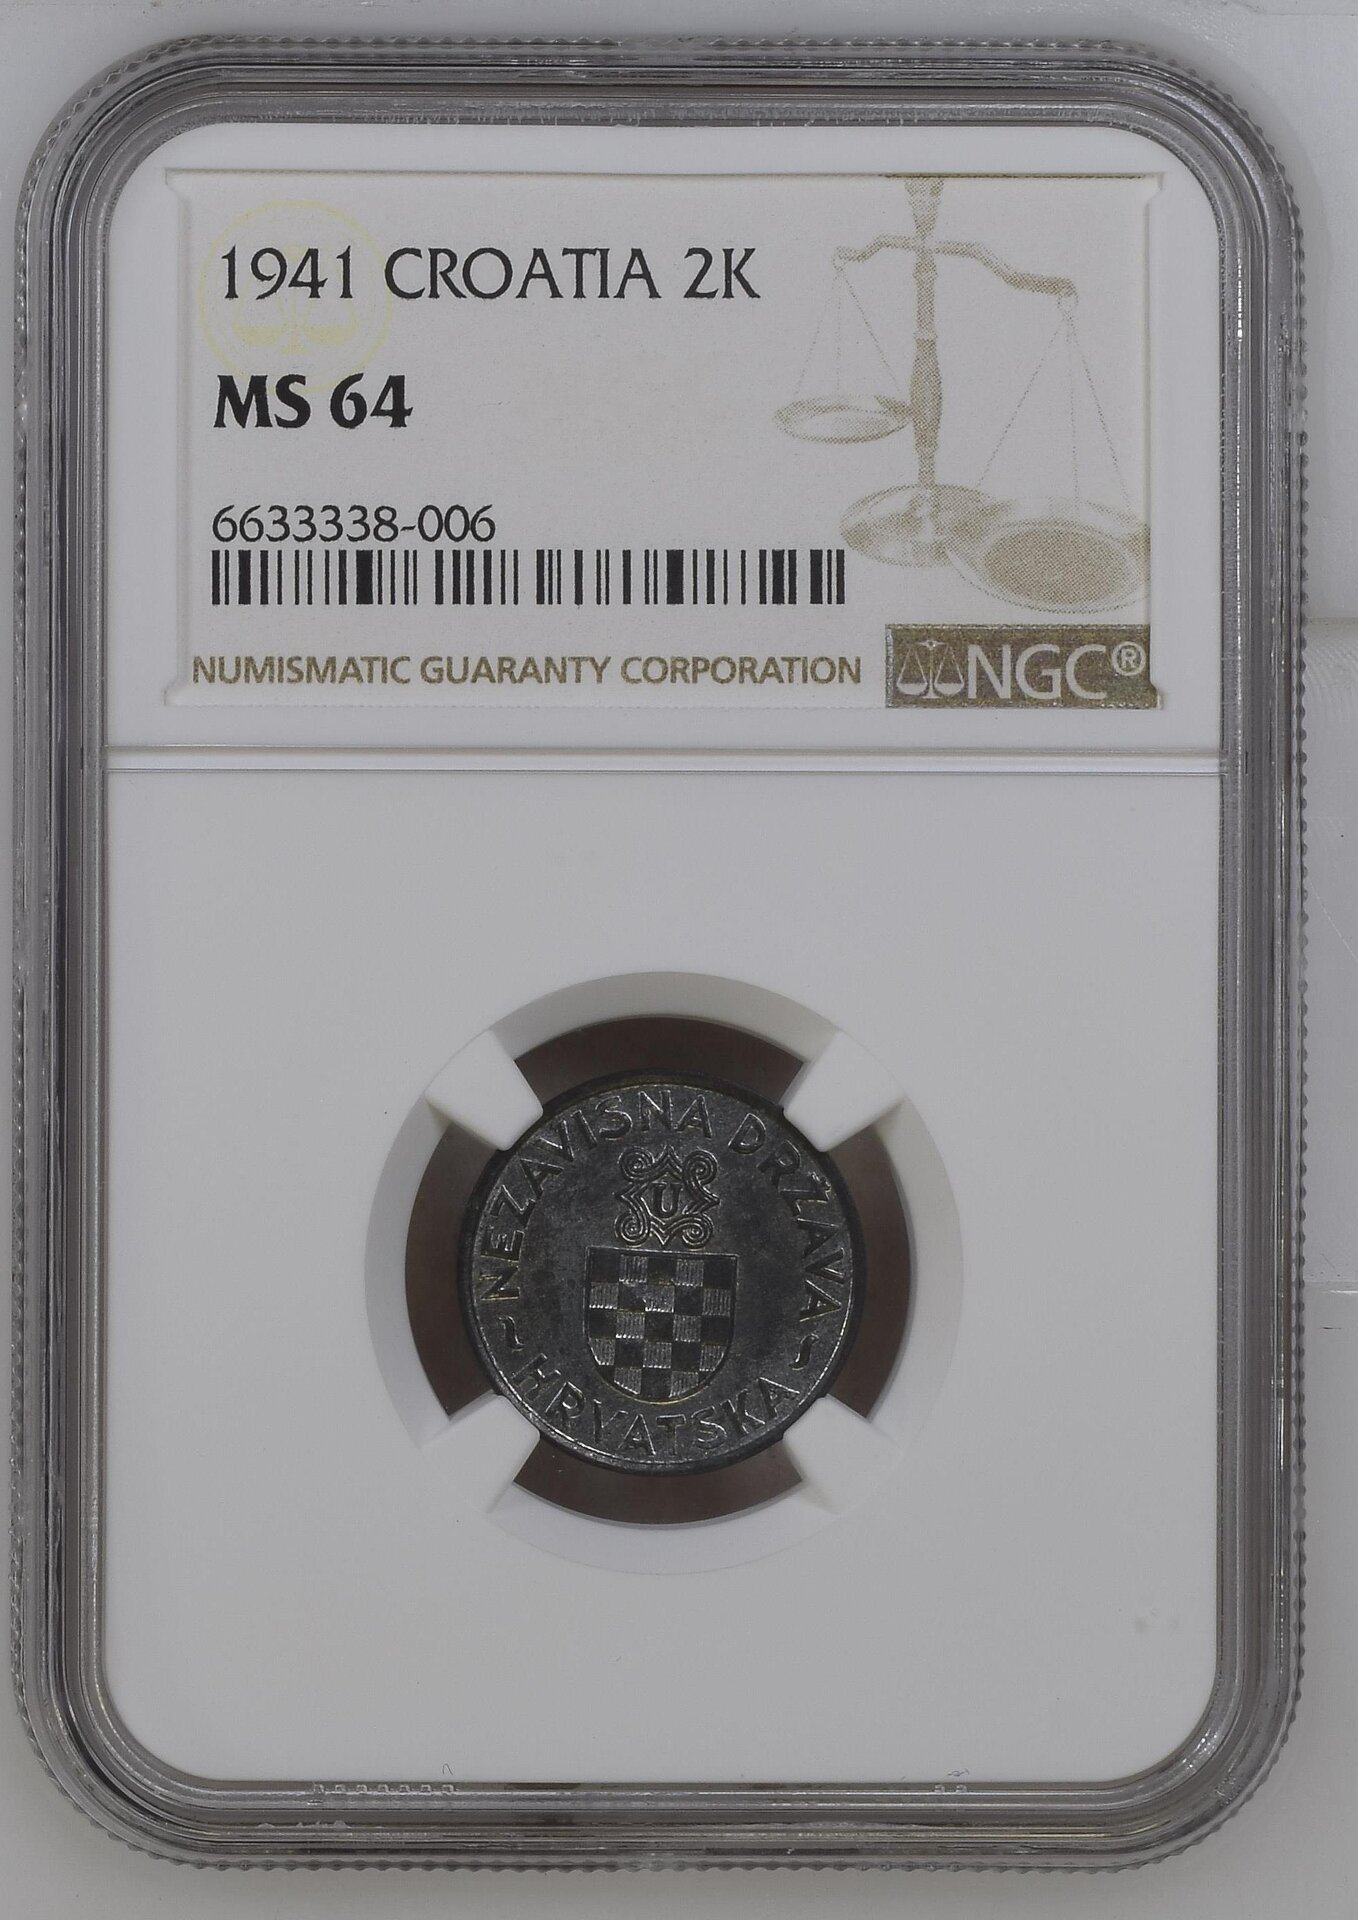 1941 CROATIA 2K
MS 64
6633338-006
NUMISMATIC GUARANTY CORPORATION
NGC®
NEZAVISNA DRŽAVA
U
~ HRVATSKA ~